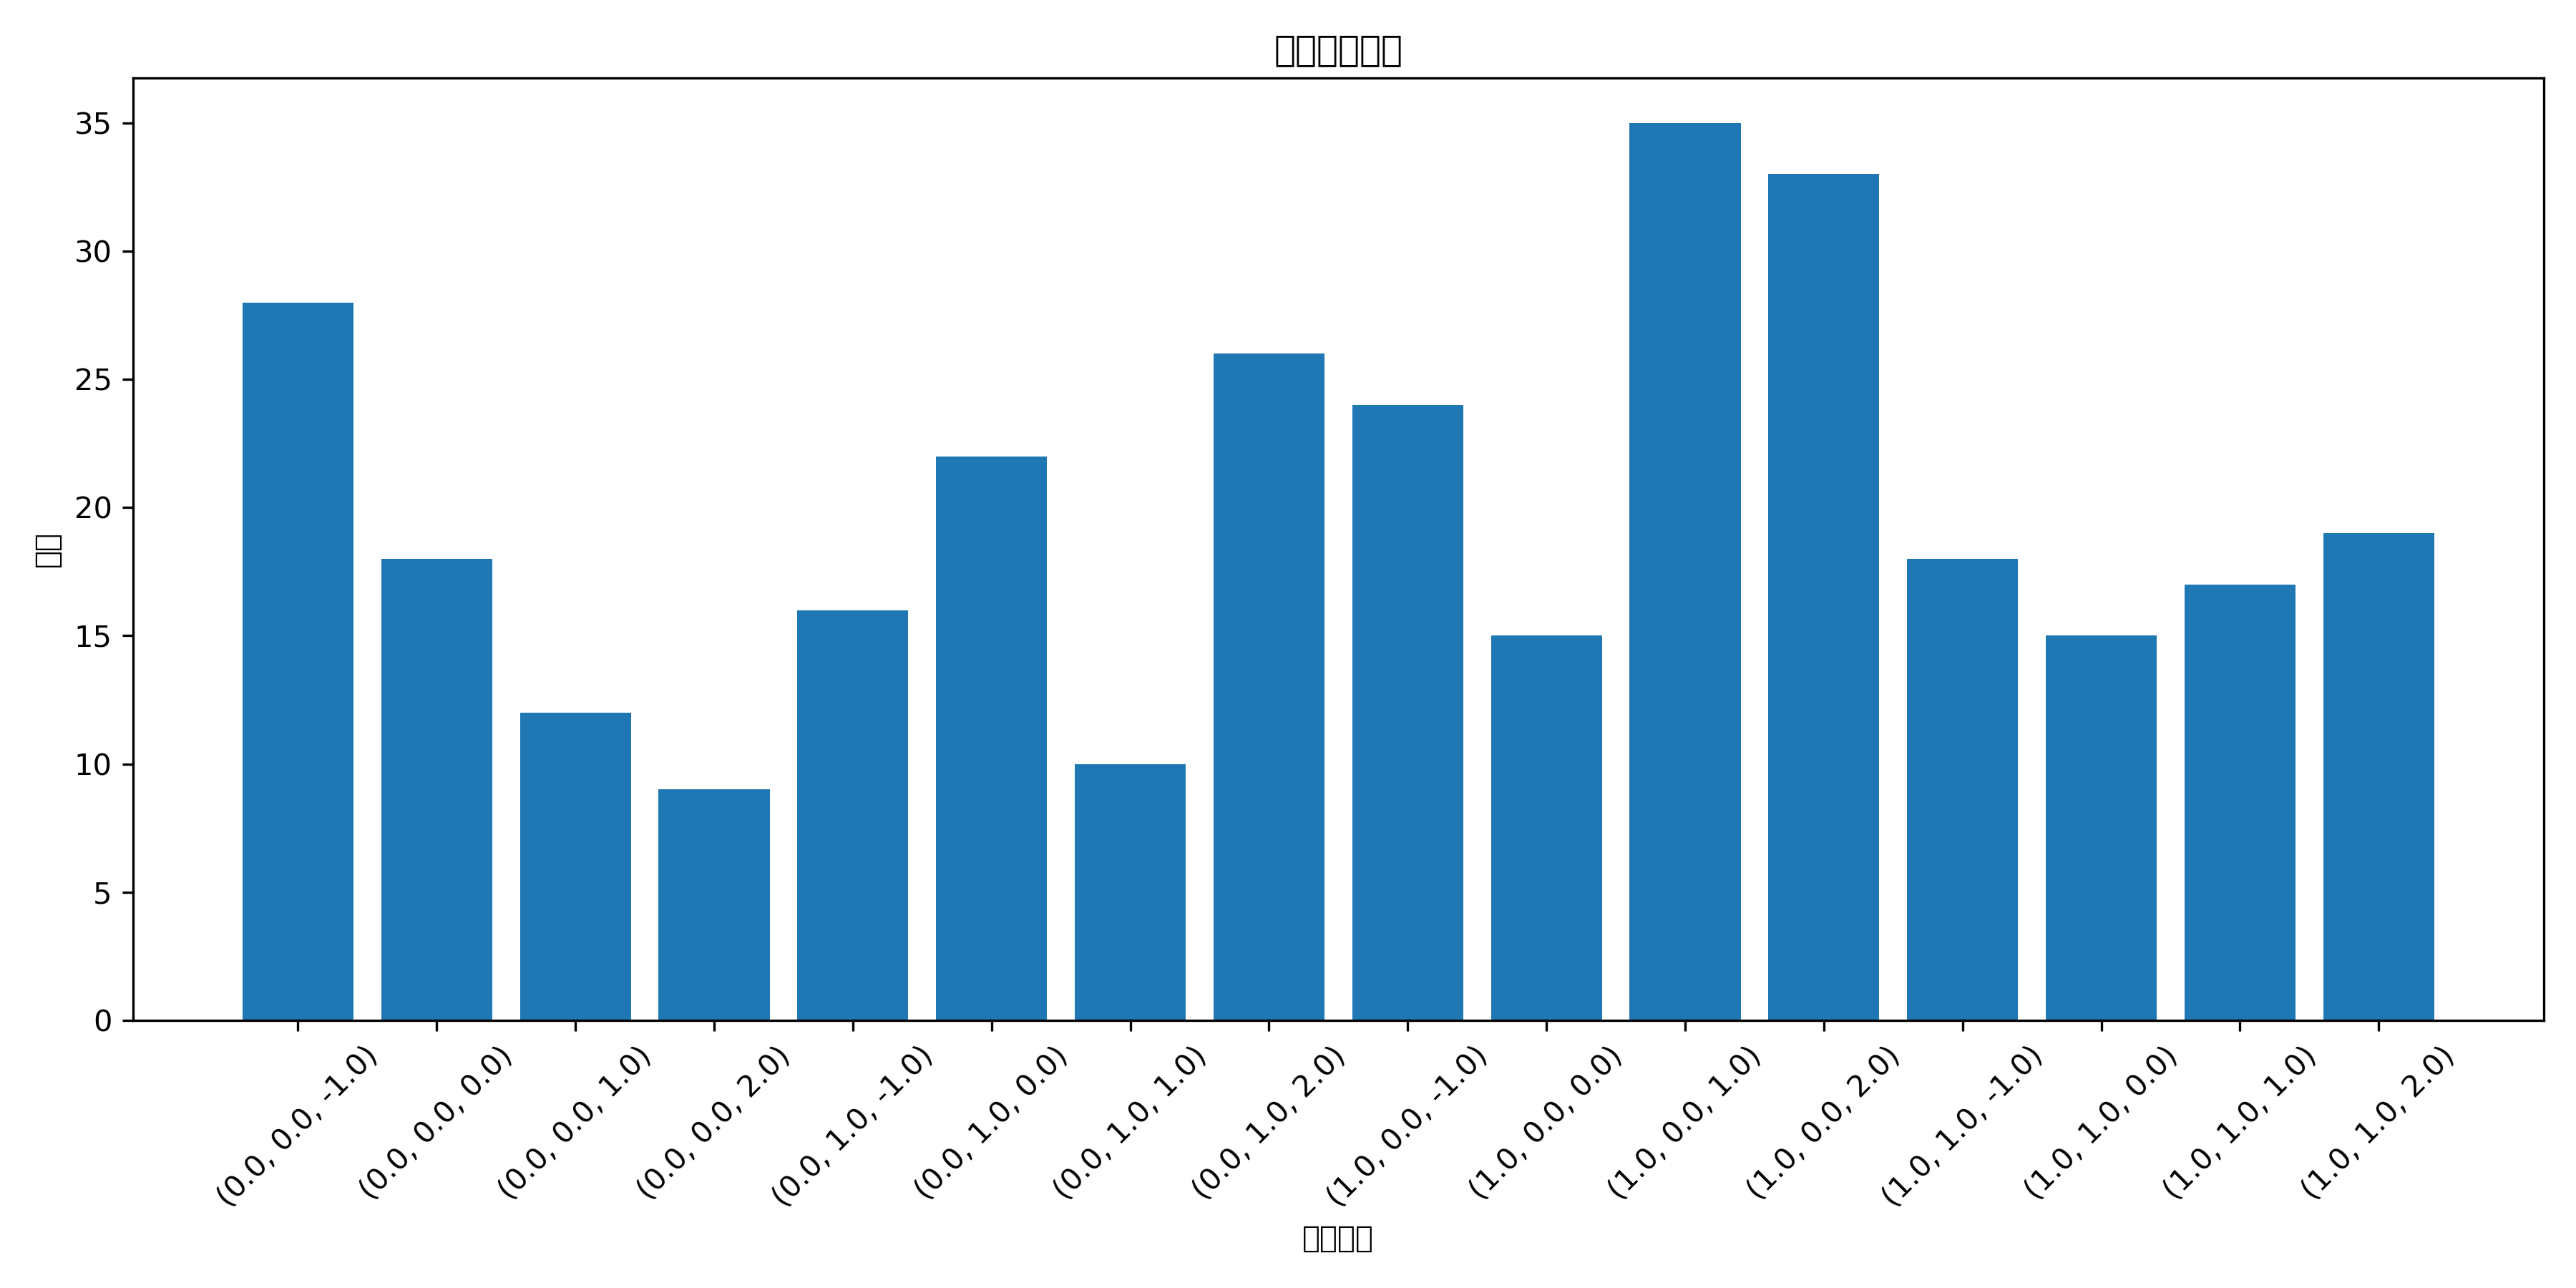 35
30
25
20
15
10
5
0
(0.0, 0.0, -1.0)
(0.0, 0.0, 0.0)
(0.0, 0.0, 1.0)
(0.0, 0.0, 2.0)
(0.0, 1.0, -1.0)
(0.0, 1.0, 0.0)
(0.0, 1.0, 1.0)
(0.0, 1.0, 2.0)
(1.0, 0.0, -1.0)
(1.0, 0.0, 0.0)
(1.0, 0.0, 1.0)
(1.0, 0.0, 2.0)
(1.0, 1.0, -1.0)
(1.0, 1.0, 0.0)
(1.0, 1.0, 1.0)
(1.0, 1.0, 2.0)